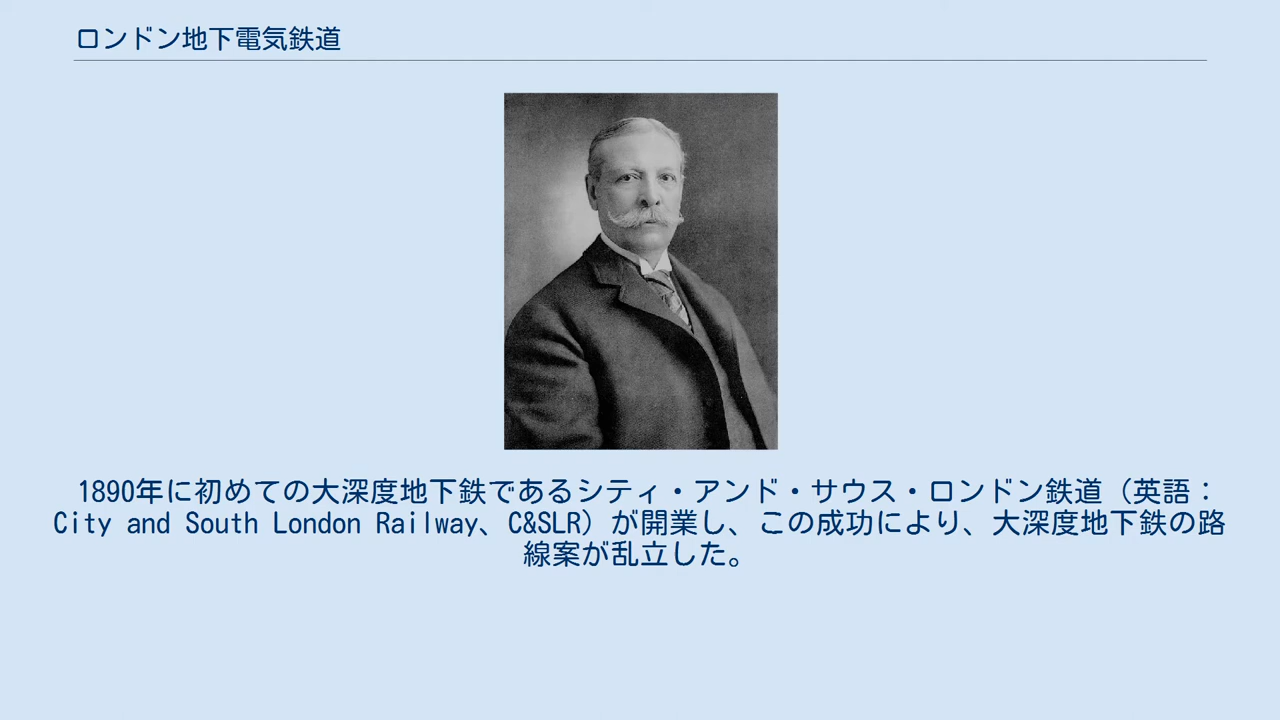 ロンドン地下電気鉄道
1890年に初めての大深度地下鉄であるシティ・アンド・サウス・ロンドン鉄道（英語：
City and South London Railway、C&SLR）が開業し、この成功により、大深度地下鉄の路
線案が乱立した。